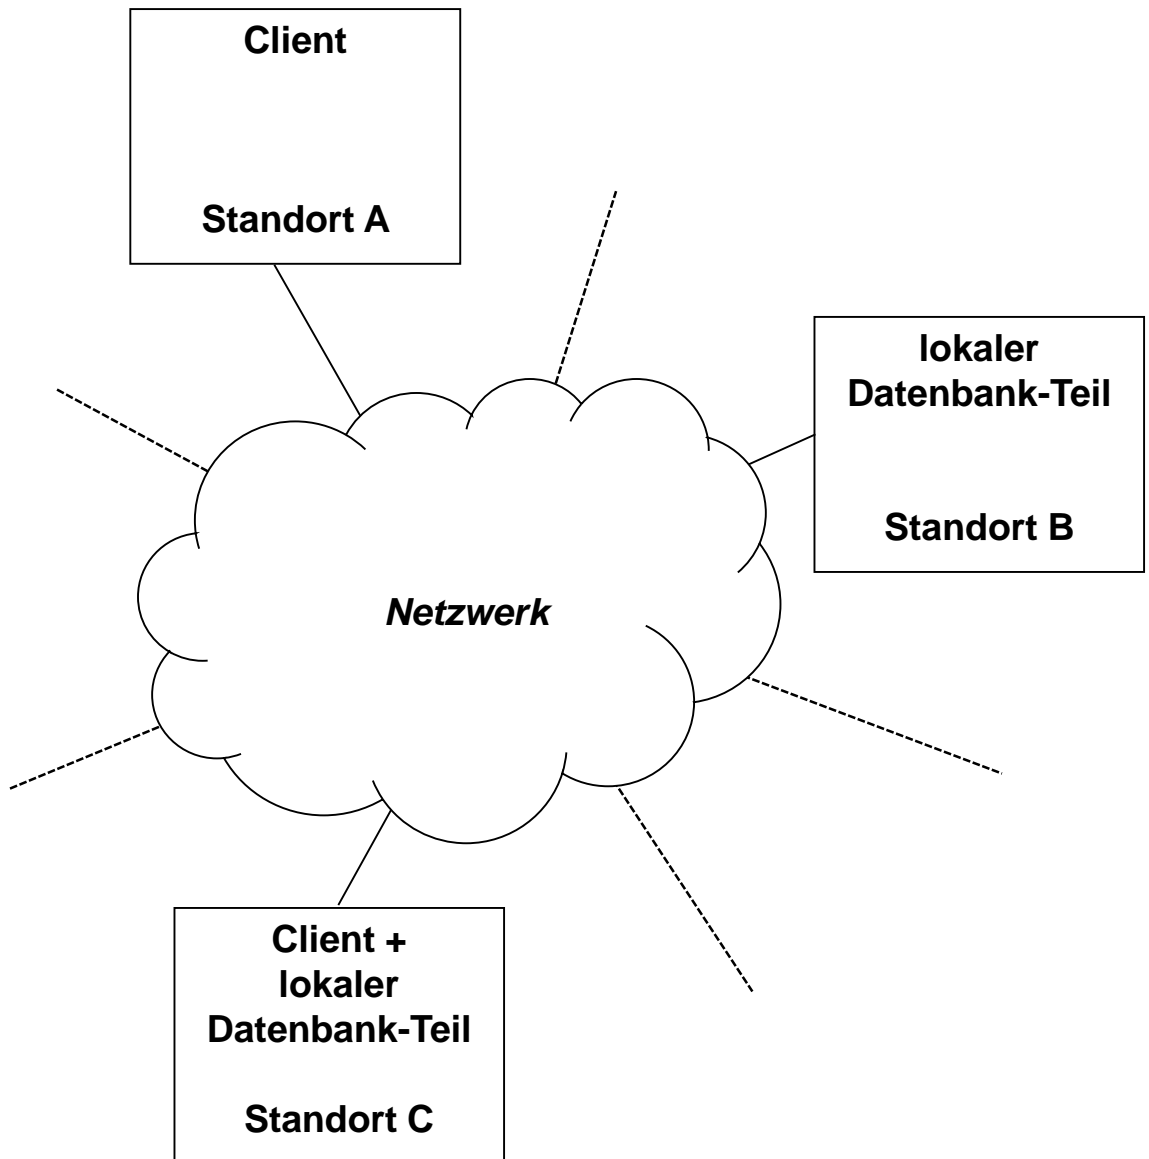 Client
Standort A
lokaler
Datenbank-Teil
Standort B
Netzwerk
Client +
lokaler
Datenbank-Teil
Standort C